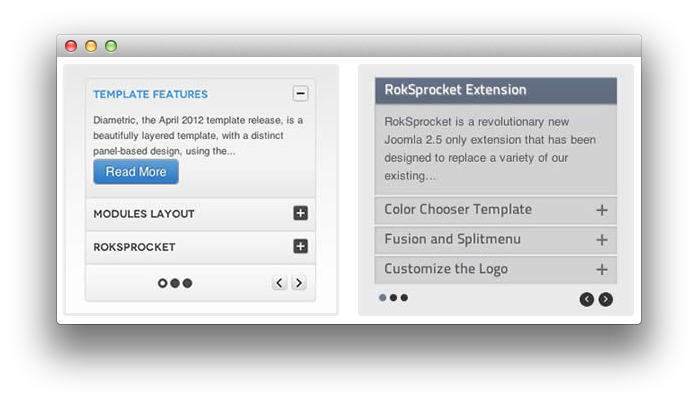 TEMPLATE FEATURES
Diametric, the April 2012 template release, is a
beautifully layered template, with a distinct
panel-based design, using the...
Read More
MODULES LAYOUT
ROKSPROCKET
RokSprocket Extension
RokSprocket is a revolutionary new
Joomla 2.5 only extension that has been
designed to replace a variety of our
existing...
Color Chooser Template
Fusion and Splitmenu
Customize the Logo